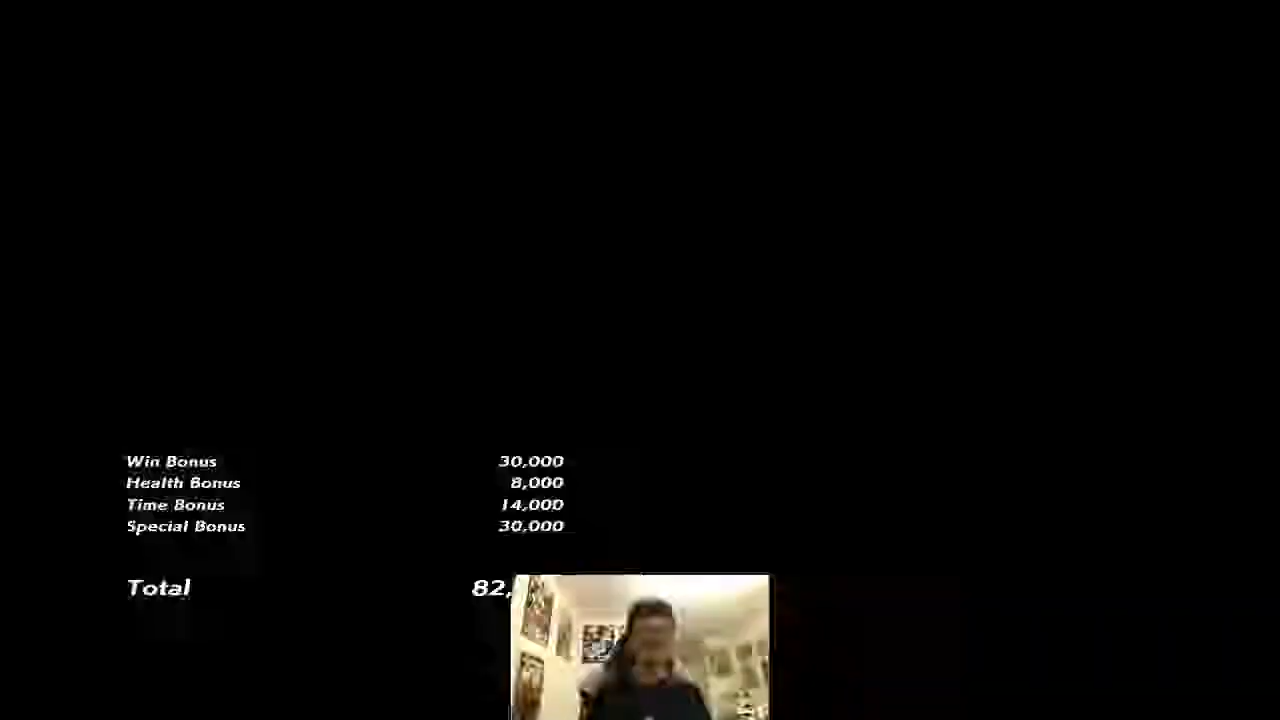 Win Bonus 30,000
Health Bonus 8,000
Time Bonus 14,000
Special Bonus 30,000
Total 82,